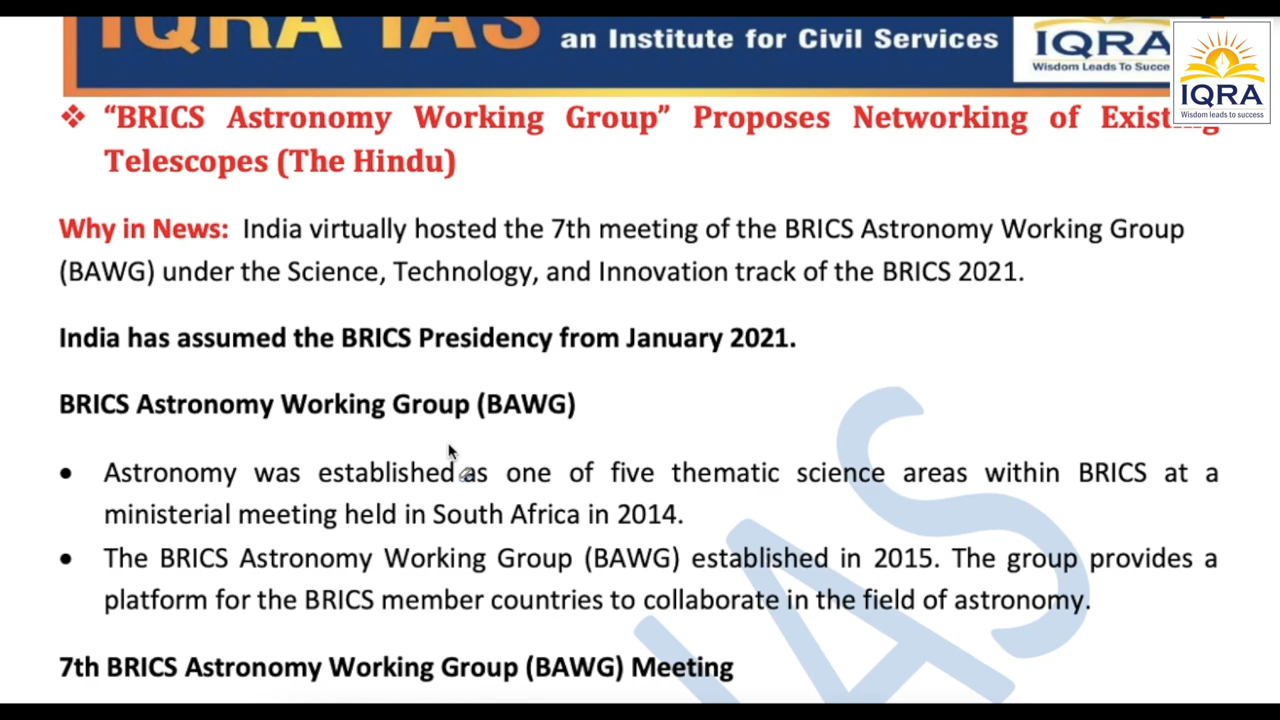 IQRA IAS an Institute for Civil Services IQRA
Wisdom Leads To Succe
IQRA
Wisdom leads to success
❖ “BRICS Astronomy Working Group” Proposes Networking of Existing
Telescopes (The Hindu)
Why in News: India virtually hosted the 7th meeting of the BRICS Astronomy Working Group
(BAWG) under the Science, Technology, and Innovation track of the BRICS 2021.
India has assumed the BRICS Presidency from January 2021.
BRICS Astronomy Working Group (BAWG)
• Astronomy was established as one of five thematic science areas within BRICS at a
ministerial meeting held in South Africa in 2014.
• The BRICS Astronomy Working Group (BAWG) established in 2015. The group provides a
platform for the BRICS member countries to collaborate in the field of astronomy.
7th BRICS Astronomy Working Group (BAWG) Meeting
IAS